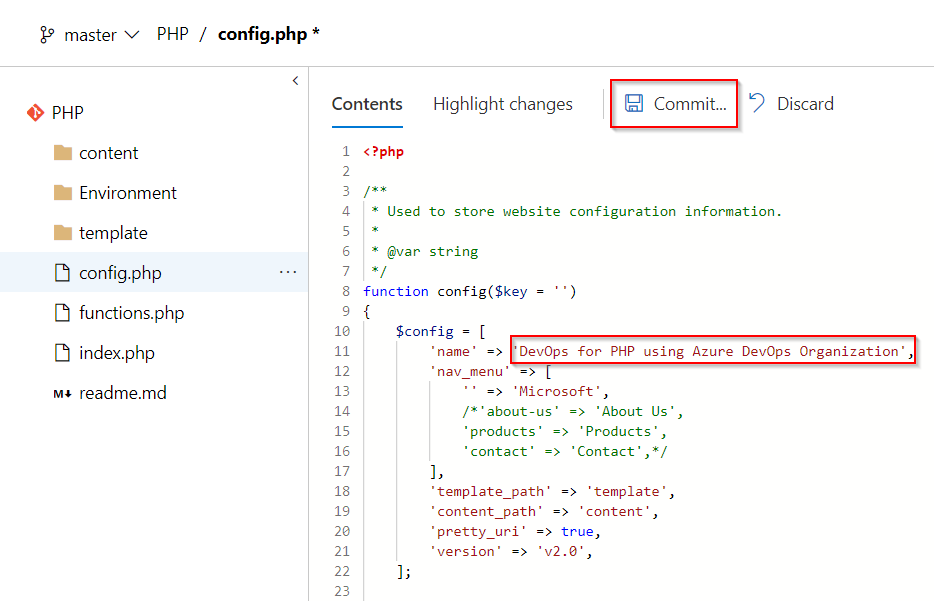 master PHP / config.php *
PHP
content
Environment
template
config.php ...
functions.php
index.php
M↓ readme.md
Contents Highlight changes Commit... Discard
1 <?php
2
3 /**
4 * Used to store website configuration information.
5 *
6 * @var string
7 */
8 function config($key = '')
9 {
10 $config = [
11 'name' => 'DevOps for PHP using Azure DevOps Organization',
12 'nav_menu' => [
13 '' => 'Microsoft',
14 /*'about-us' => 'About Us',
15 'products' => 'Products',
16 'contact' => 'Contact',*/
17 ],
18 'template_path' => 'template',
19 'content_path' => 'content',
20 'pretty_uri' => true,
21 'version' => 'v2.0',
22 ];
23